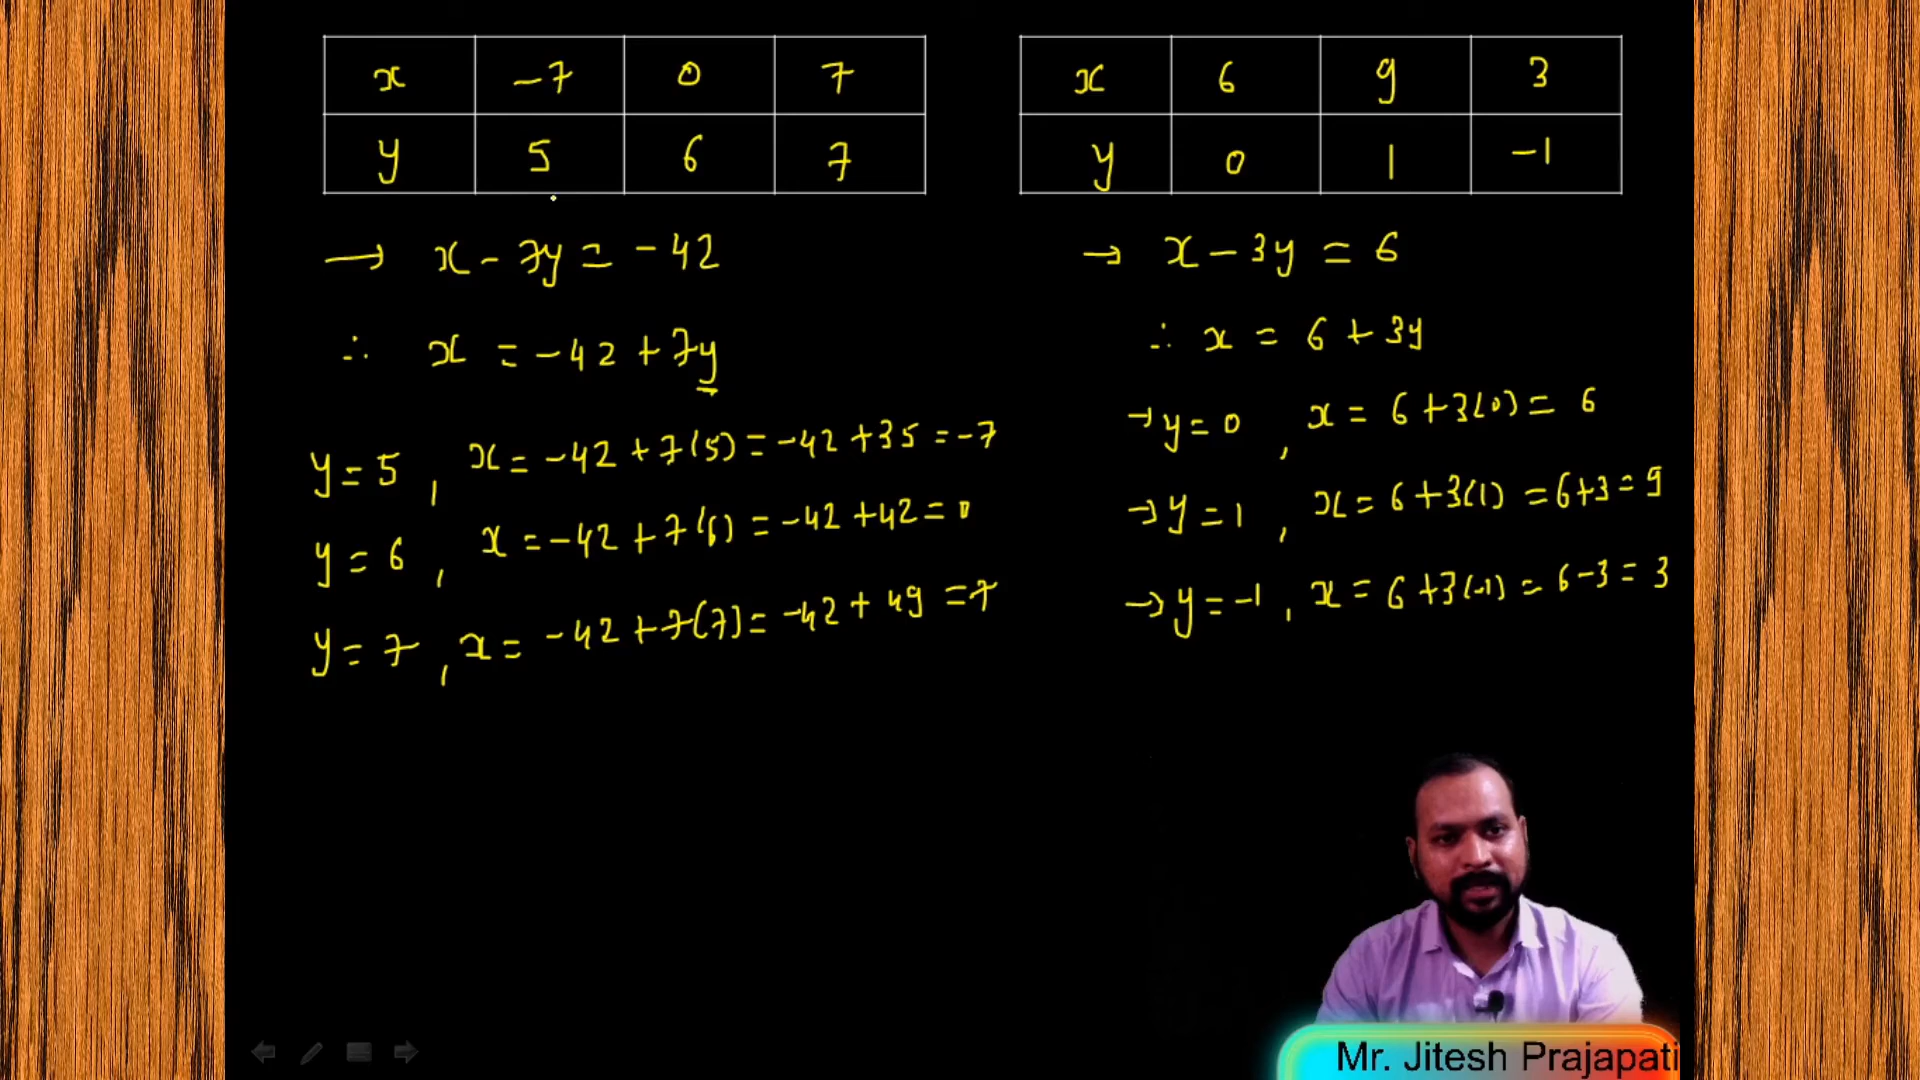 x -7 0 7
y 5 6 7
→ x - 7y = -42
∴ x = -42 + 7y
y = 5 , x = -42 + 7(5) = -42 + 35 = -7
y = 6 , x = -42 + 7(6) = -42 + 42 = 0
y = 7 , x = -42 + 7(7) = -42 + 49 = 7
x 6 9 3
y 0 1 -1
→ x - 3y = 6
∴ x = 6 + 3y
→ y = 0 , x = 6 + 3(0) = 6
→ y = 1 , x = 6 + 3(1) = 6+3 = 9
→ y = -1 , x = 6 + 3(-1) = 6-3 = 3
Mr. Jitesh Prajapati